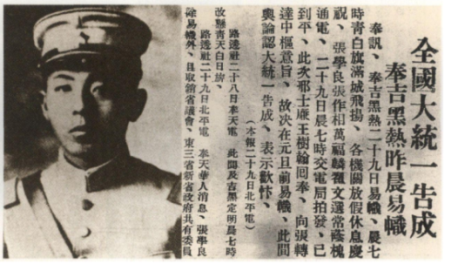 全國大統一告成
奉吉黑熱昨晨易幟
奉訊、奉吉黑熱二十九日易幟、晨七
時青白旗滿城飛揚、各機關放假休息慶
祝、張學良張作相萬福麟翟文選常蔭槐
通電、二十九日晨七時交電局拍發、已
到平、此次邢士廉王樹翰囘奉、向張轉
達中樞意旨、故決在元旦前易幟、此間
輿論認大統一告成、表示歡忭、
(本報二十九日北平電)
路透社二十八日奉天電 此間及吉黑定明晨七時
改懸青天白日旂、
路透社二十九日北平電 奉天華人消息、張學良
除易幟外、且取銷省議會、東三省新省政府共有委員